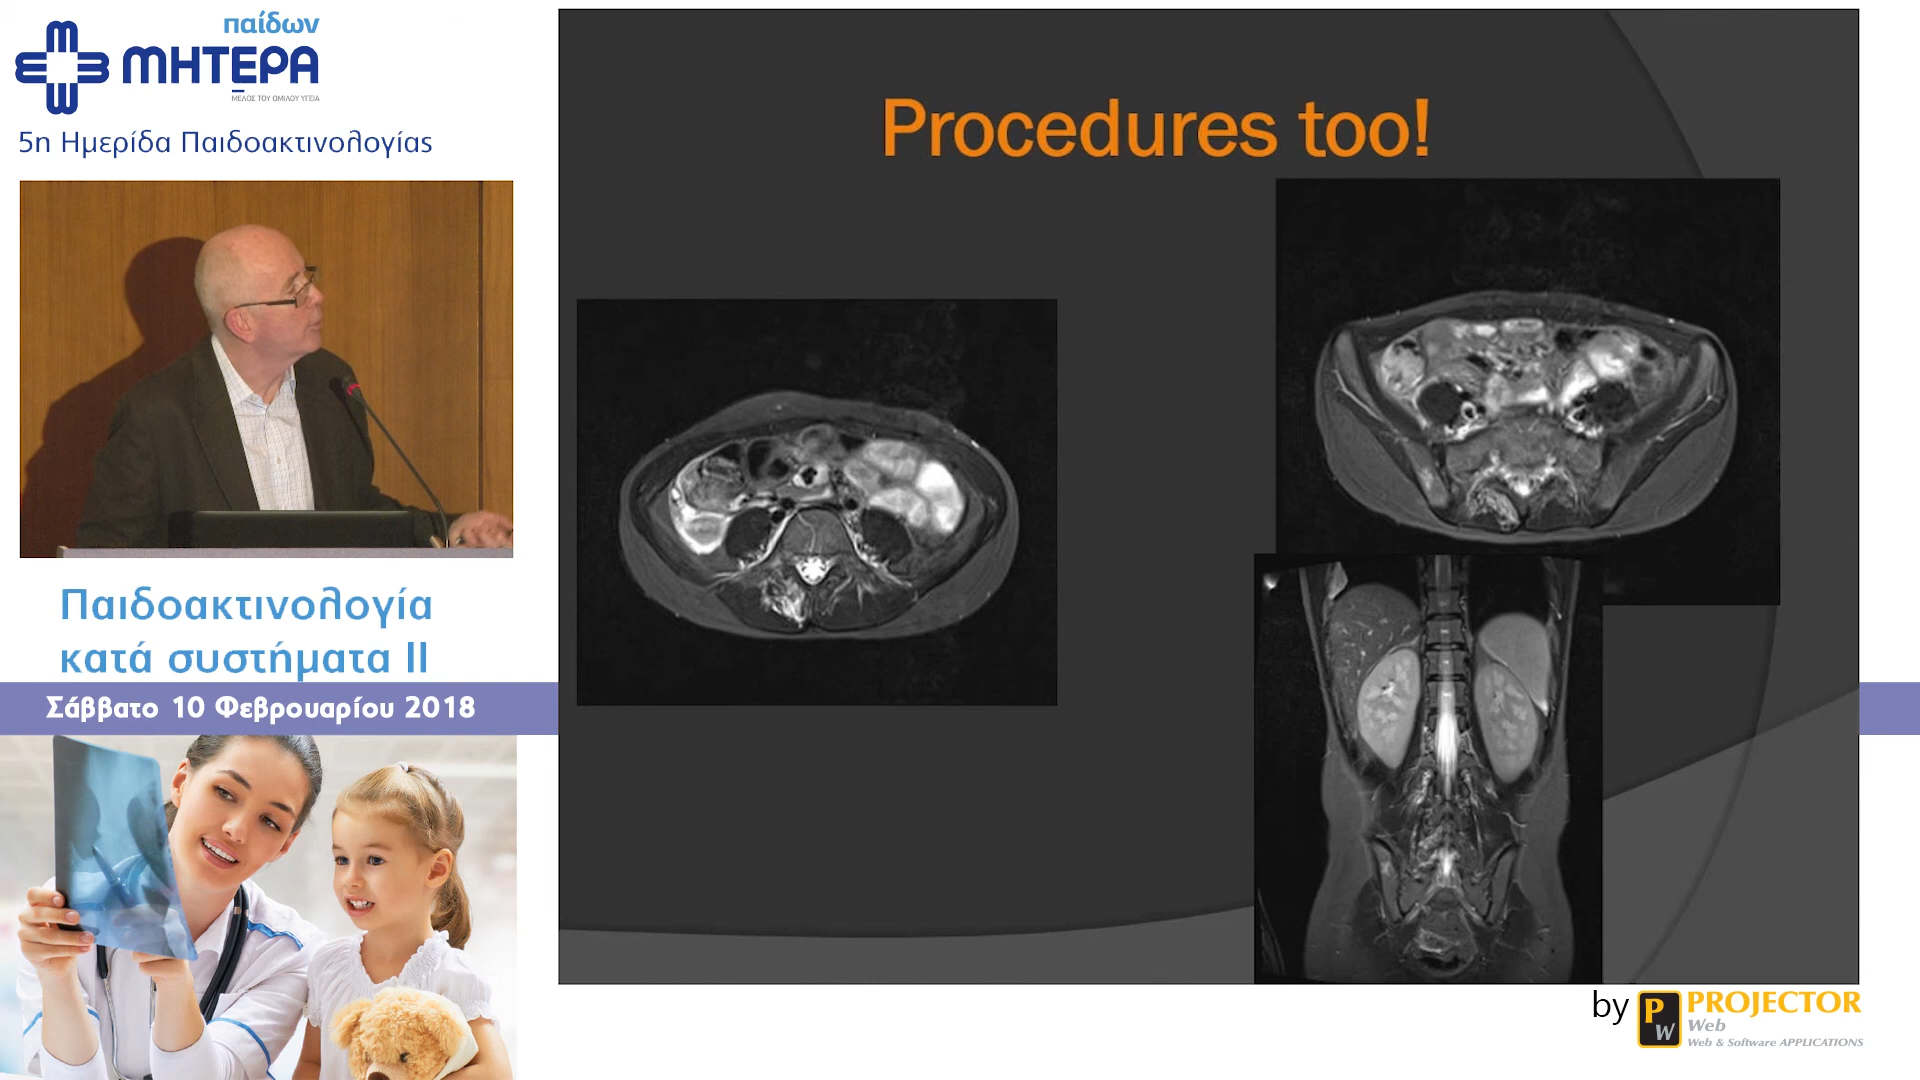 παίδων
ΜΗΤΕΡΑ
ΜΕΛΟΣ ΤΟΥ ΟΜΙΛΟΥ ΥΓΕΙΑ
5η Ημερίδα Παιδοακτινολογίας
Παιδοακτινολογία
κατά συστήματα ΙΙ
Σάββατο 10 Φεβρουαρίου 2018
Procedures too!
by PW PROJECTOR
Web
Web & Software APPLICATIONS